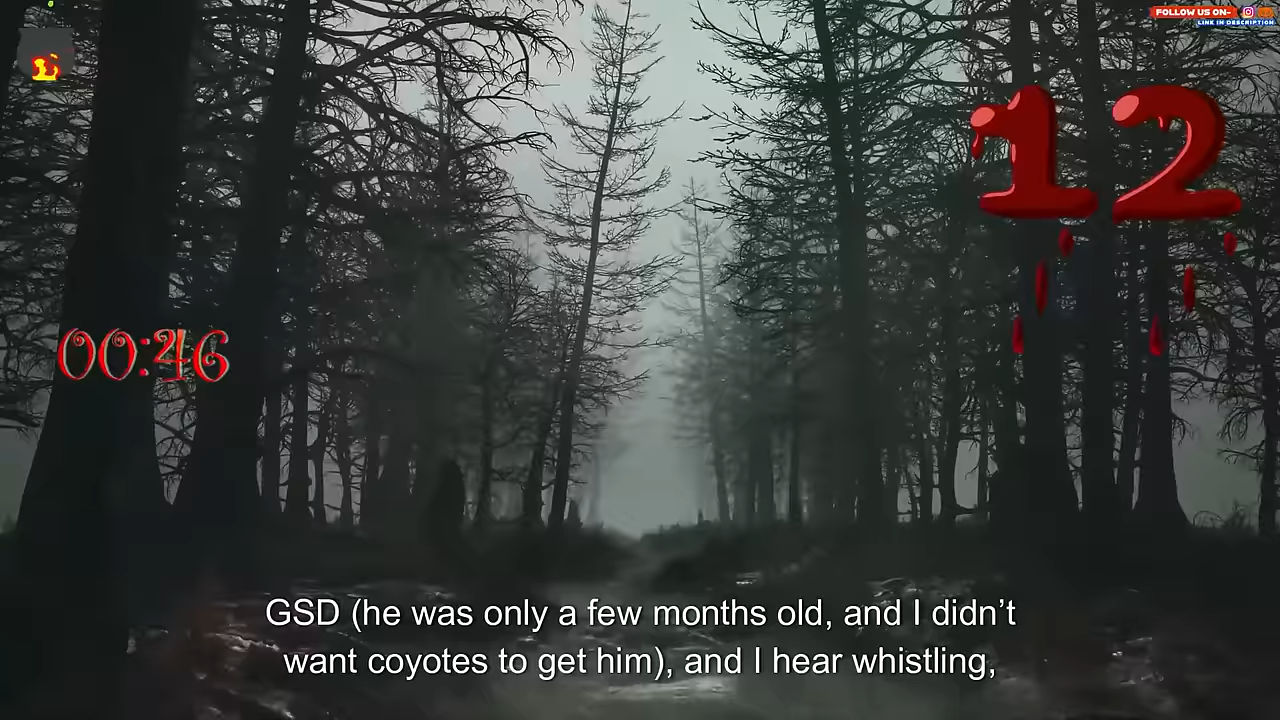 FOLLOW US ON-
LINK IN DESCRIPTION
12
00:46
GSD (he was only a few months old, and I didn’t
want coyotes to get him), and I hear whistling,